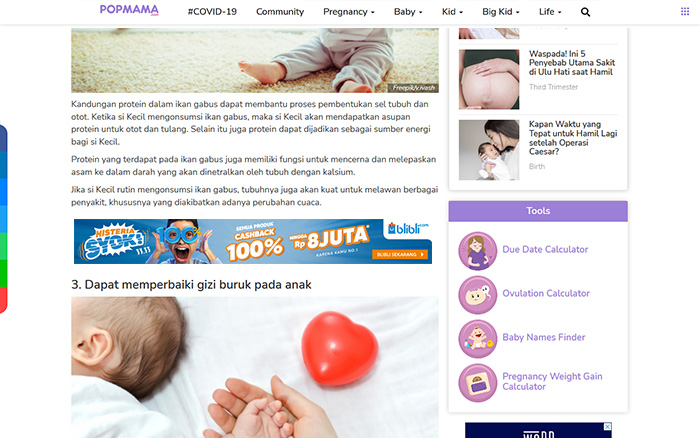 POPMAMA
.com
#COVID-19 Community Pregnancy Baby Kid Big Kid Life
Freepik/v.ivash
Kandungan protein dalam ikan gabus dapat membantu proses pembentukan sel tubuh dan
otot. Ketika si Kecil mengonsumsi ikan gabus, maka si Kecil akan mendapatkan asupan
protein untuk otot dan tulang. Selain itu juga protein dapat dijadikan sebagai sumber energi
bagi si Kecil.
Protein yang terdapat pada ikan gabus juga memiliki fungsi untuk mencerna dan melepaskan
asam ke dalam darah yang akan dinetralkan oleh tubuh dengan kalsium.
Jika si Kecil rutin mengonsumsi ikan gabus, tubuhnya juga akan kuat untuk melawan berbagai
penyakit, khususnya yang diakibatkan adanya perubahan cuaca.
HISTERIA
SYOK!
SEMUA PRODUK
CASHBACK
100%
HINGGA
Rp 8JUTA
KARENA KAMU NO.1
blibli.com
BLIBLI SEKARANG
3. Dapat memperbaiki gizi buruk pada anak
Waspada! Ini 5
Penyebab Utama Sakit
di Ulu Hati saat Hamil
Third Trimester
Kapan Waktu yang
Tepat untuk Hamil Lagi
setelah Operasi
Caesar?
Birth
Tools
Due Date Calculator
Ovulation Calculator
Baby Names Finder
Pregnancy Weight Gain
Calculator